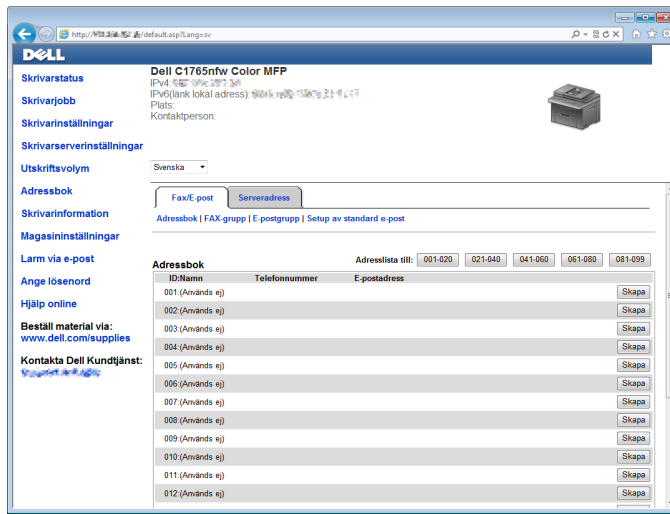 http:// default.asp?Lang=sv
DELL
Skrivarstatus
Skrivarjobb
Skrivarinställningar
Skrivarserverinställningar
Utskriftsvolym
Adressbok
Skrivarinformation
Magasininställningar
Larm via e-post
Ange lösenord
Hjälp online
Beställ material via:
www.dell.com/supplies
Kontakta Dell Kundtjänst:
Dell C1765nfw Color MFP
IPv4:
IPv6(länk lokal adress):
Plats:
Kontaktperson:
Svenska
Fax/E-post Serveradress
Adressbok | FAX-grupp | E-postgrupp | Setup av standard e-post
Adressbok Adresslista till: 001-020 021-040 041-060 061-080 081-099
ID:Namn Telefonnummer E-postadress
001:(Används ej) Skapa
002:(Används ej) Skapa
003:(Används ej) Skapa
004:(Används ej) Skapa
005:(Används ej) Skapa
006:(Används ej) Skapa
007:(Används ej) Skapa
008:(Används ej) Skapa
009:(Används ej) Skapa
010:(Används ej) Skapa
011:(Används ej) Skapa
012:(Används ej) Skapa